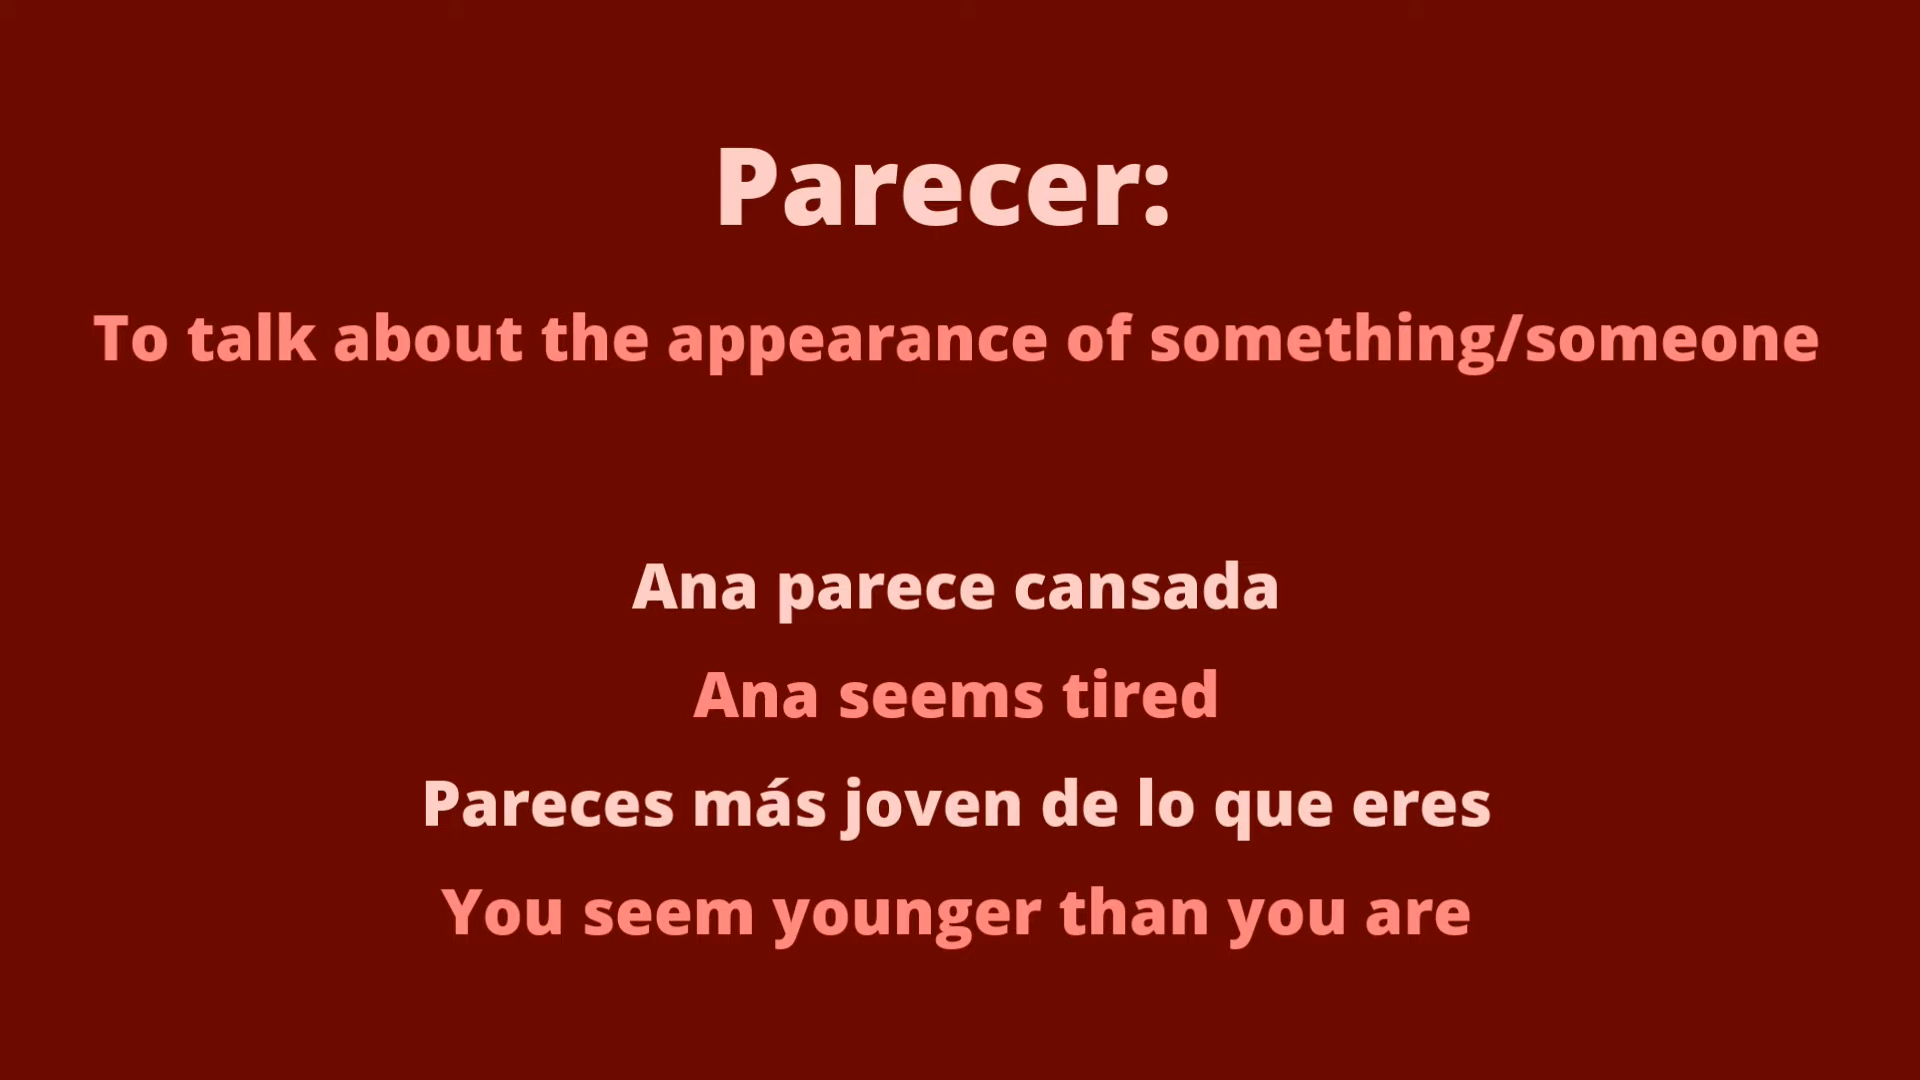 Parecer:
To talk about the appearance of something/someone
Ana parece cansada
Ana seems tired
Pareces más joven de lo que eres
You seem younger than you are